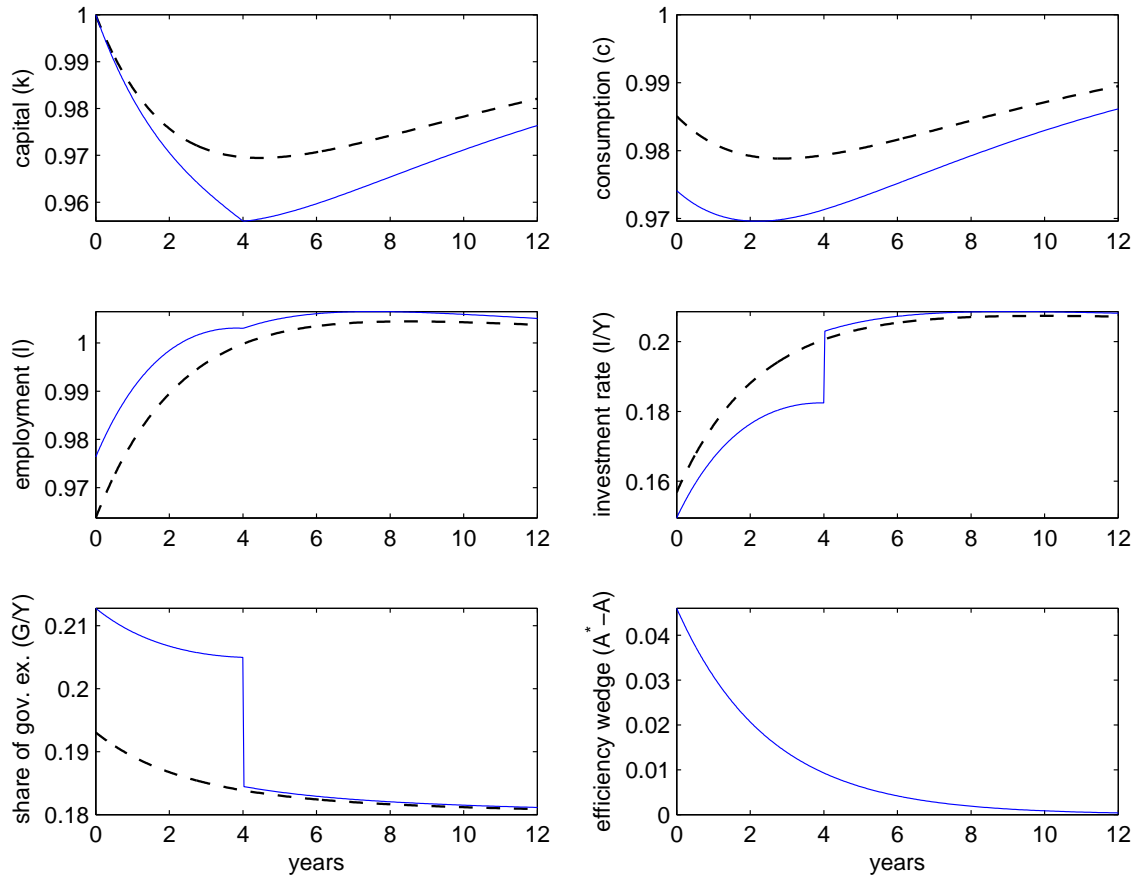 1
0.99
0.98
0.97
0.96
capital (k)
0 2 4 6 8 10 12
1
0.99
0.98
0.97
consumption (c)
0 2 4 6 8 10 12
1
0.99
0.98
0.97
employment (l)
0 2 4 6 8 10 12
0.2
0.18
0.16
investment rate (I/Y)
0 2 4 6 8 10 12
0.21
0.2
0.19
0.18
share of gov. ex. (G/Y)
0 2 4 6 8 10 12
years
0.04
0.03
0.02
0.01
0
efficiency wedge (A*−A)
0 2 4 6 8 10 12
years